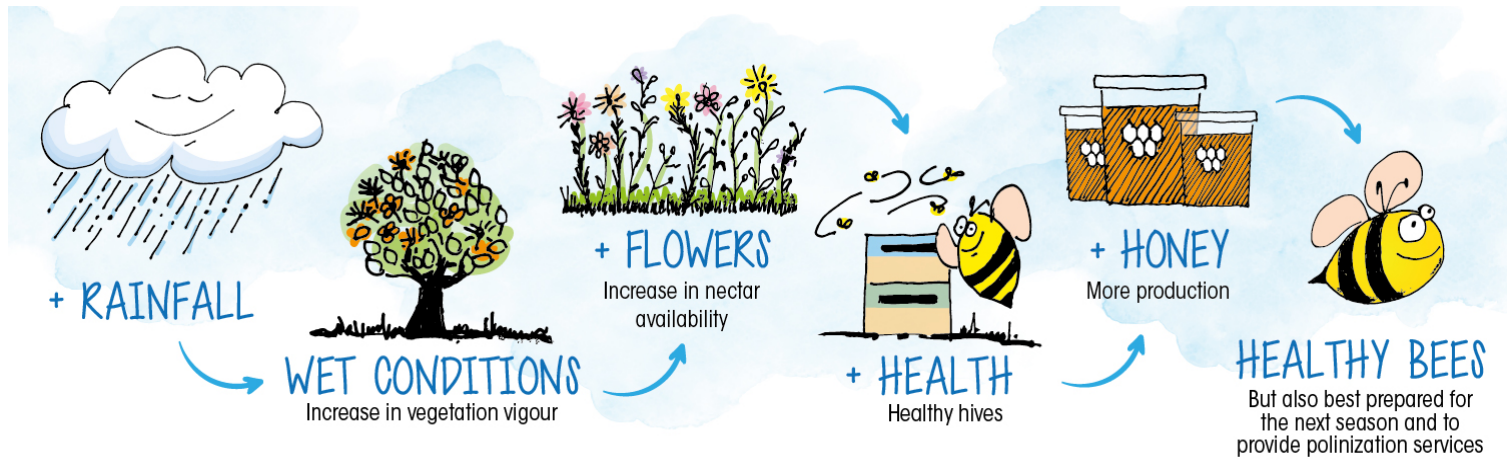 + RAINFALL
WET CONDITIONS
Increase in vegetation vigour
+ FLOWERS
Increase in nectar
availability
+ HEALTH
Healthy hives
+ HONEY
More production
HEALTHY BEES
But also best prepared for
the next season and to
provide polinization services